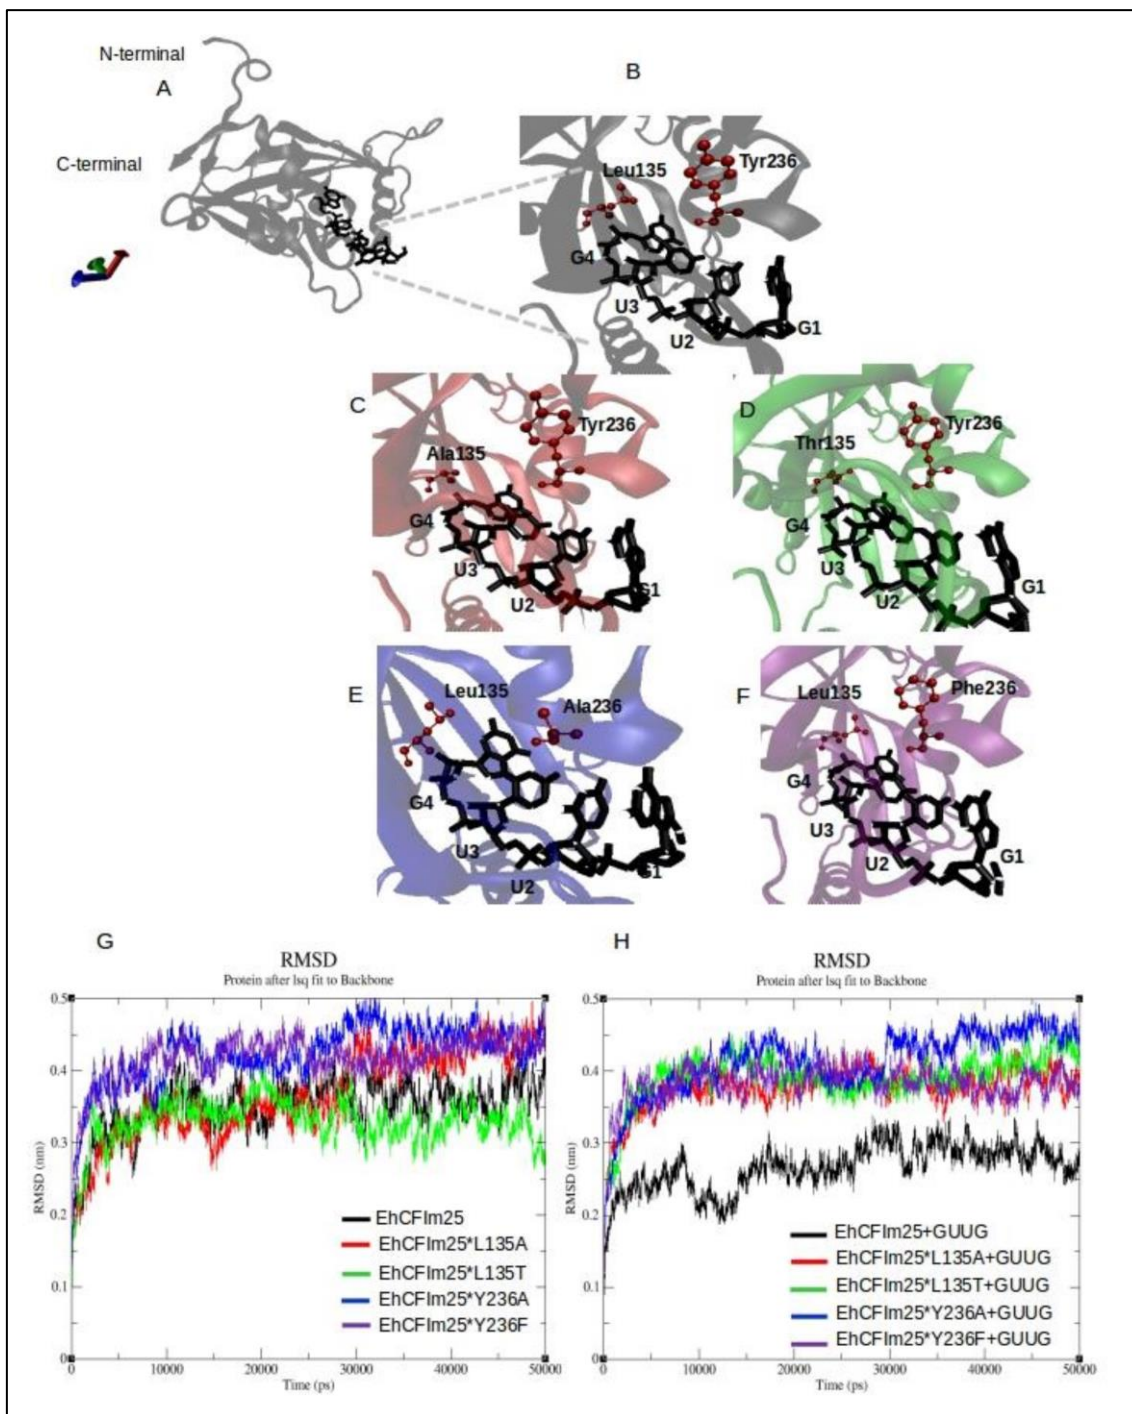 N-terminal
A
C-terminal
B
Leu135
Tyr236
G4
U3
U2
G1
C
Tyr236
Ala135
G4
U3
U2
G1
D
Tyr236
Thr135
G4
U3
U2
G1
E
Leu135
Ala236
G4
U3
U2
G1
F
Leu135
Phe236
G4
U3
U2
G1
G
RMSD
Protein after lsq fit to Backbone
0.5
0.4
0.3
0.2
0.1
0
RMSD (nm)
EhCFIm25
EhCFIm25*L135A
EhCFIm25*L135T
EhCFIm25*Y236A
EhCFIm25*Y236F
0 10000 20000 30000 40000 50000
Time (ps)
H
RMSD
Protein after lsq fit to Backbone
0.5
0.4
0.3
0.2
0.1
0
RMSD (nm)
EhCFIm25+GUUG
EhCFIm25*L135A+GUUG
EhCFIm25*L135T+GUUG
EhCFIm25*Y236A+GUUG
EhCFIm25*Y236F+GUUG
0 10000 20000 30000 40000 50000
Time (ps)